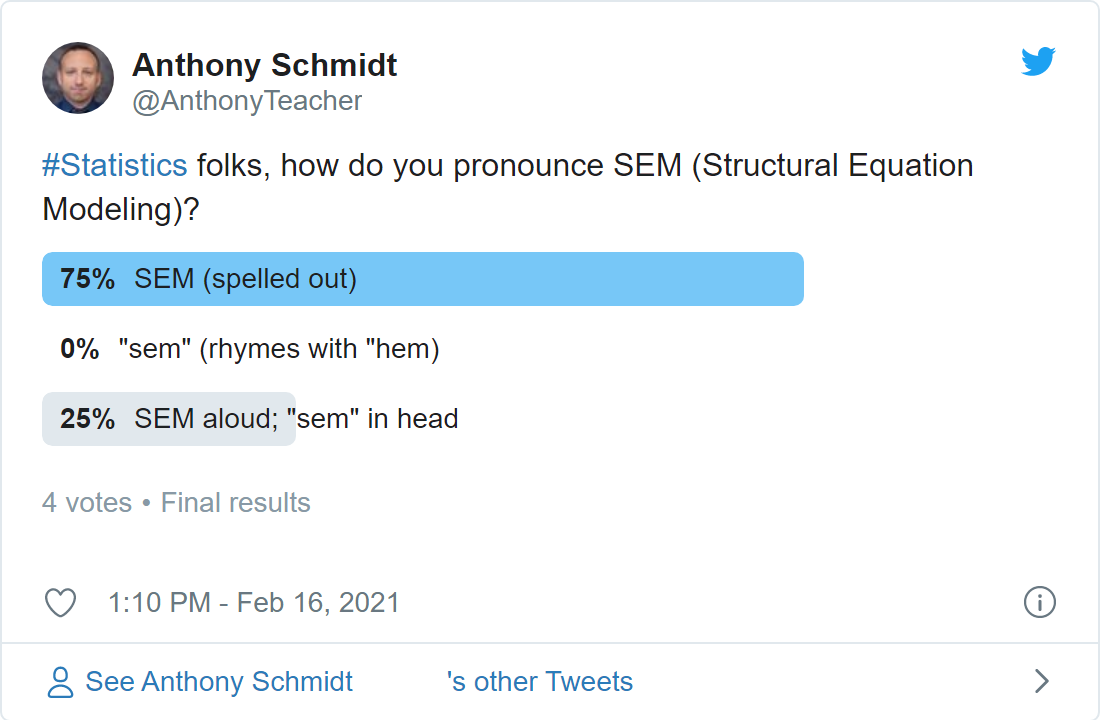 Anthony Schmidt
@AnthonyTeacher
#Statistics folks, how do you pronounce SEM (Structural Equation
Modeling)?
75% SEM (spelled out)
0% "sem" (rhymes with "hem)
25% SEM aloud; "sem" in head
4 votes • Final results
1:10 PM - Feb 16, 2021
See Anthony Schmidt 's other Tweets